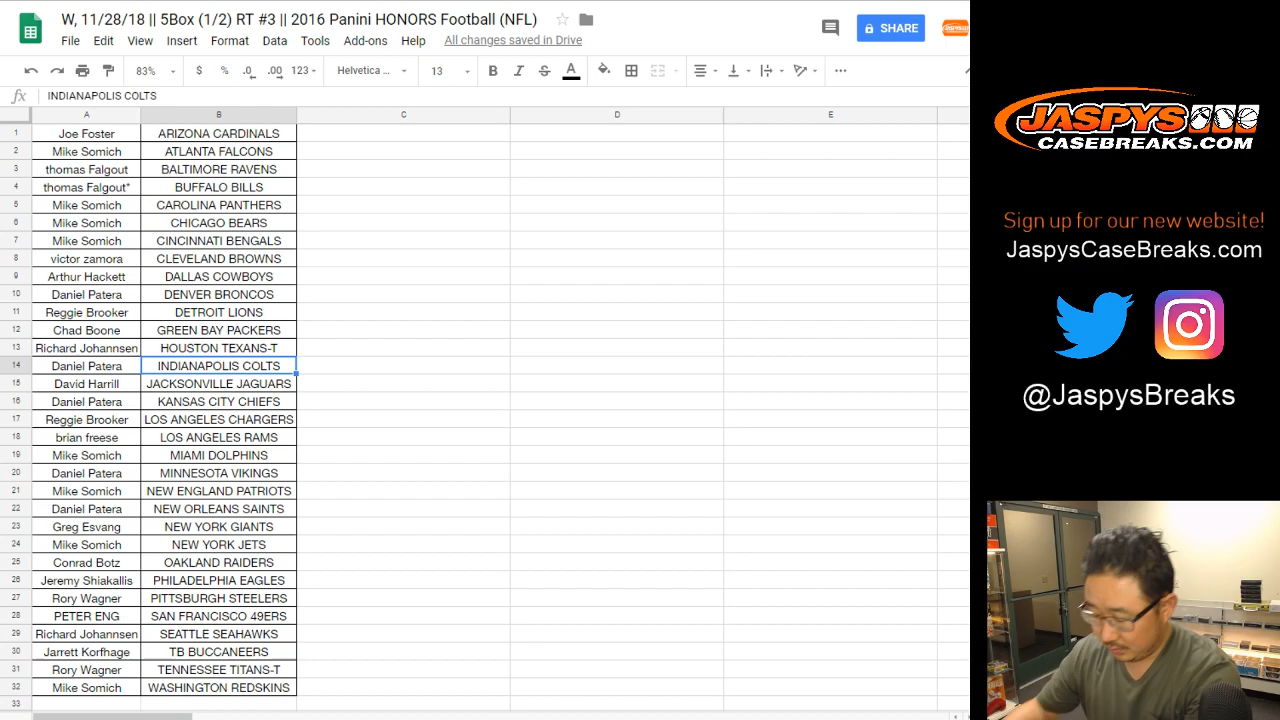 W, 11/28/18 || 5Box (1/2) RT #3 || 2016 Panini HONORS Football (NFL)
File Edit View Insert Format Data Tools Add-ons Help All changes saved in Drive
SHARE
83% $ % .0 .00 123 Helvetica ... 13 B I S A
fx INDIANAPOLIS COLTS
A B C D E
1 Joe Foster ARIZONA CARDINALS
2 Mike Somich ATLANTA FALCONS
3 thomas Falgout BALTIMORE RAVENS
4 thomas Falgout* BUFFALO BILLS
5 Mike Somich CAROLINA PANTHERS
6 Mike Somich CHICAGO BEARS
7 Mike Somich CINCINNATI BENGALS
8 victor zamora CLEVELAND BROWNS
9 Arthur Hackett DALLAS COWBOYS
10 Daniel Patera DENVER BRONCOS
11 Reggie Brooker DETROIT LIONS
12 Chad Boone GREEN BAY PACKERS
13 Richard Johannsen HOUSTON TEXANS-T
14 Daniel Patera INDIANAPOLIS COLTS
15 David Harrill JACKSONVILLE JAGUARS
16 Daniel Patera KANSAS CITY CHIEFS
17 Reggie Brooker LOS ANGELES CHARGERS
18 brian freese LOS ANGELES RAMS
19 Mike Somich MIAMI DOLPHINS
20 Daniel Patera MINNESOTA VIKINGS
21 Mike Somich NEW ENGLAND PATRIOTS
22 Daniel Patera NEW ORLEANS SAINTS
23 Greg Esvang NEW YORK GIANTS
24 Mike Somich NEW YORK JETS
25 Conrad Botz OAKLAND RAIDERS
26 Jeremy Shiakallis PHILADELPHIA EAGLES
27 Rory Wagner PITTSBURGH STEELERS
28 PETER ENG SAN FRANCISCO 49ERS
29 Richard Johannsen SEATTLE SEAHAWKS
30 Jarrett Korfhage TB BUCCANEERS
31 Rory Wagner TENNESSEE TITANS-T
32 Mike Somich WASHINGTON REDSKINS
33
JASPYS
CASEBREAKS.COM
Sign up for our new website!
JaspysCaseBreaks.com
@JaspysBreaks